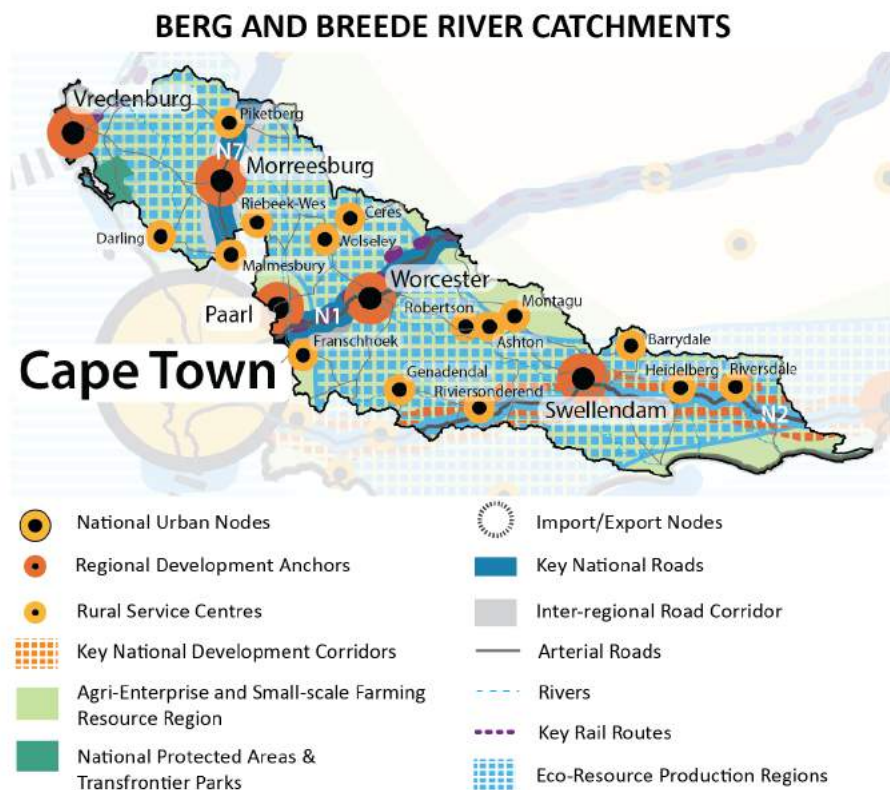 BERG AND BREEDE RIVER CATCHMENTS
Vredenburg
Piketberg
N7
Morreesburg
Riebeek-Wes
Ceres
Darling
Wolseley
Malmesbury
Worcester
Paarl
N1
Robertson
Montagu
Franschhoek
Ashton
Barrydale
Cape Town
Genadendal
Heidelberg
Riversdale
Riviersonderend
Swellendam
N2
National Urban Nodes
Regional Development Anchors
Rural Service Centres
Key National Development Corridors
Agri-Enterprise and Small-scale Farming
Resource Region
National Protected Areas &
Transfrontier Parks
Import/Export Nodes
Key National Roads
Inter-regional Road Corridor
Arterial Roads
Rivers
Key Rail Routes
Eco-Resource Production Regions